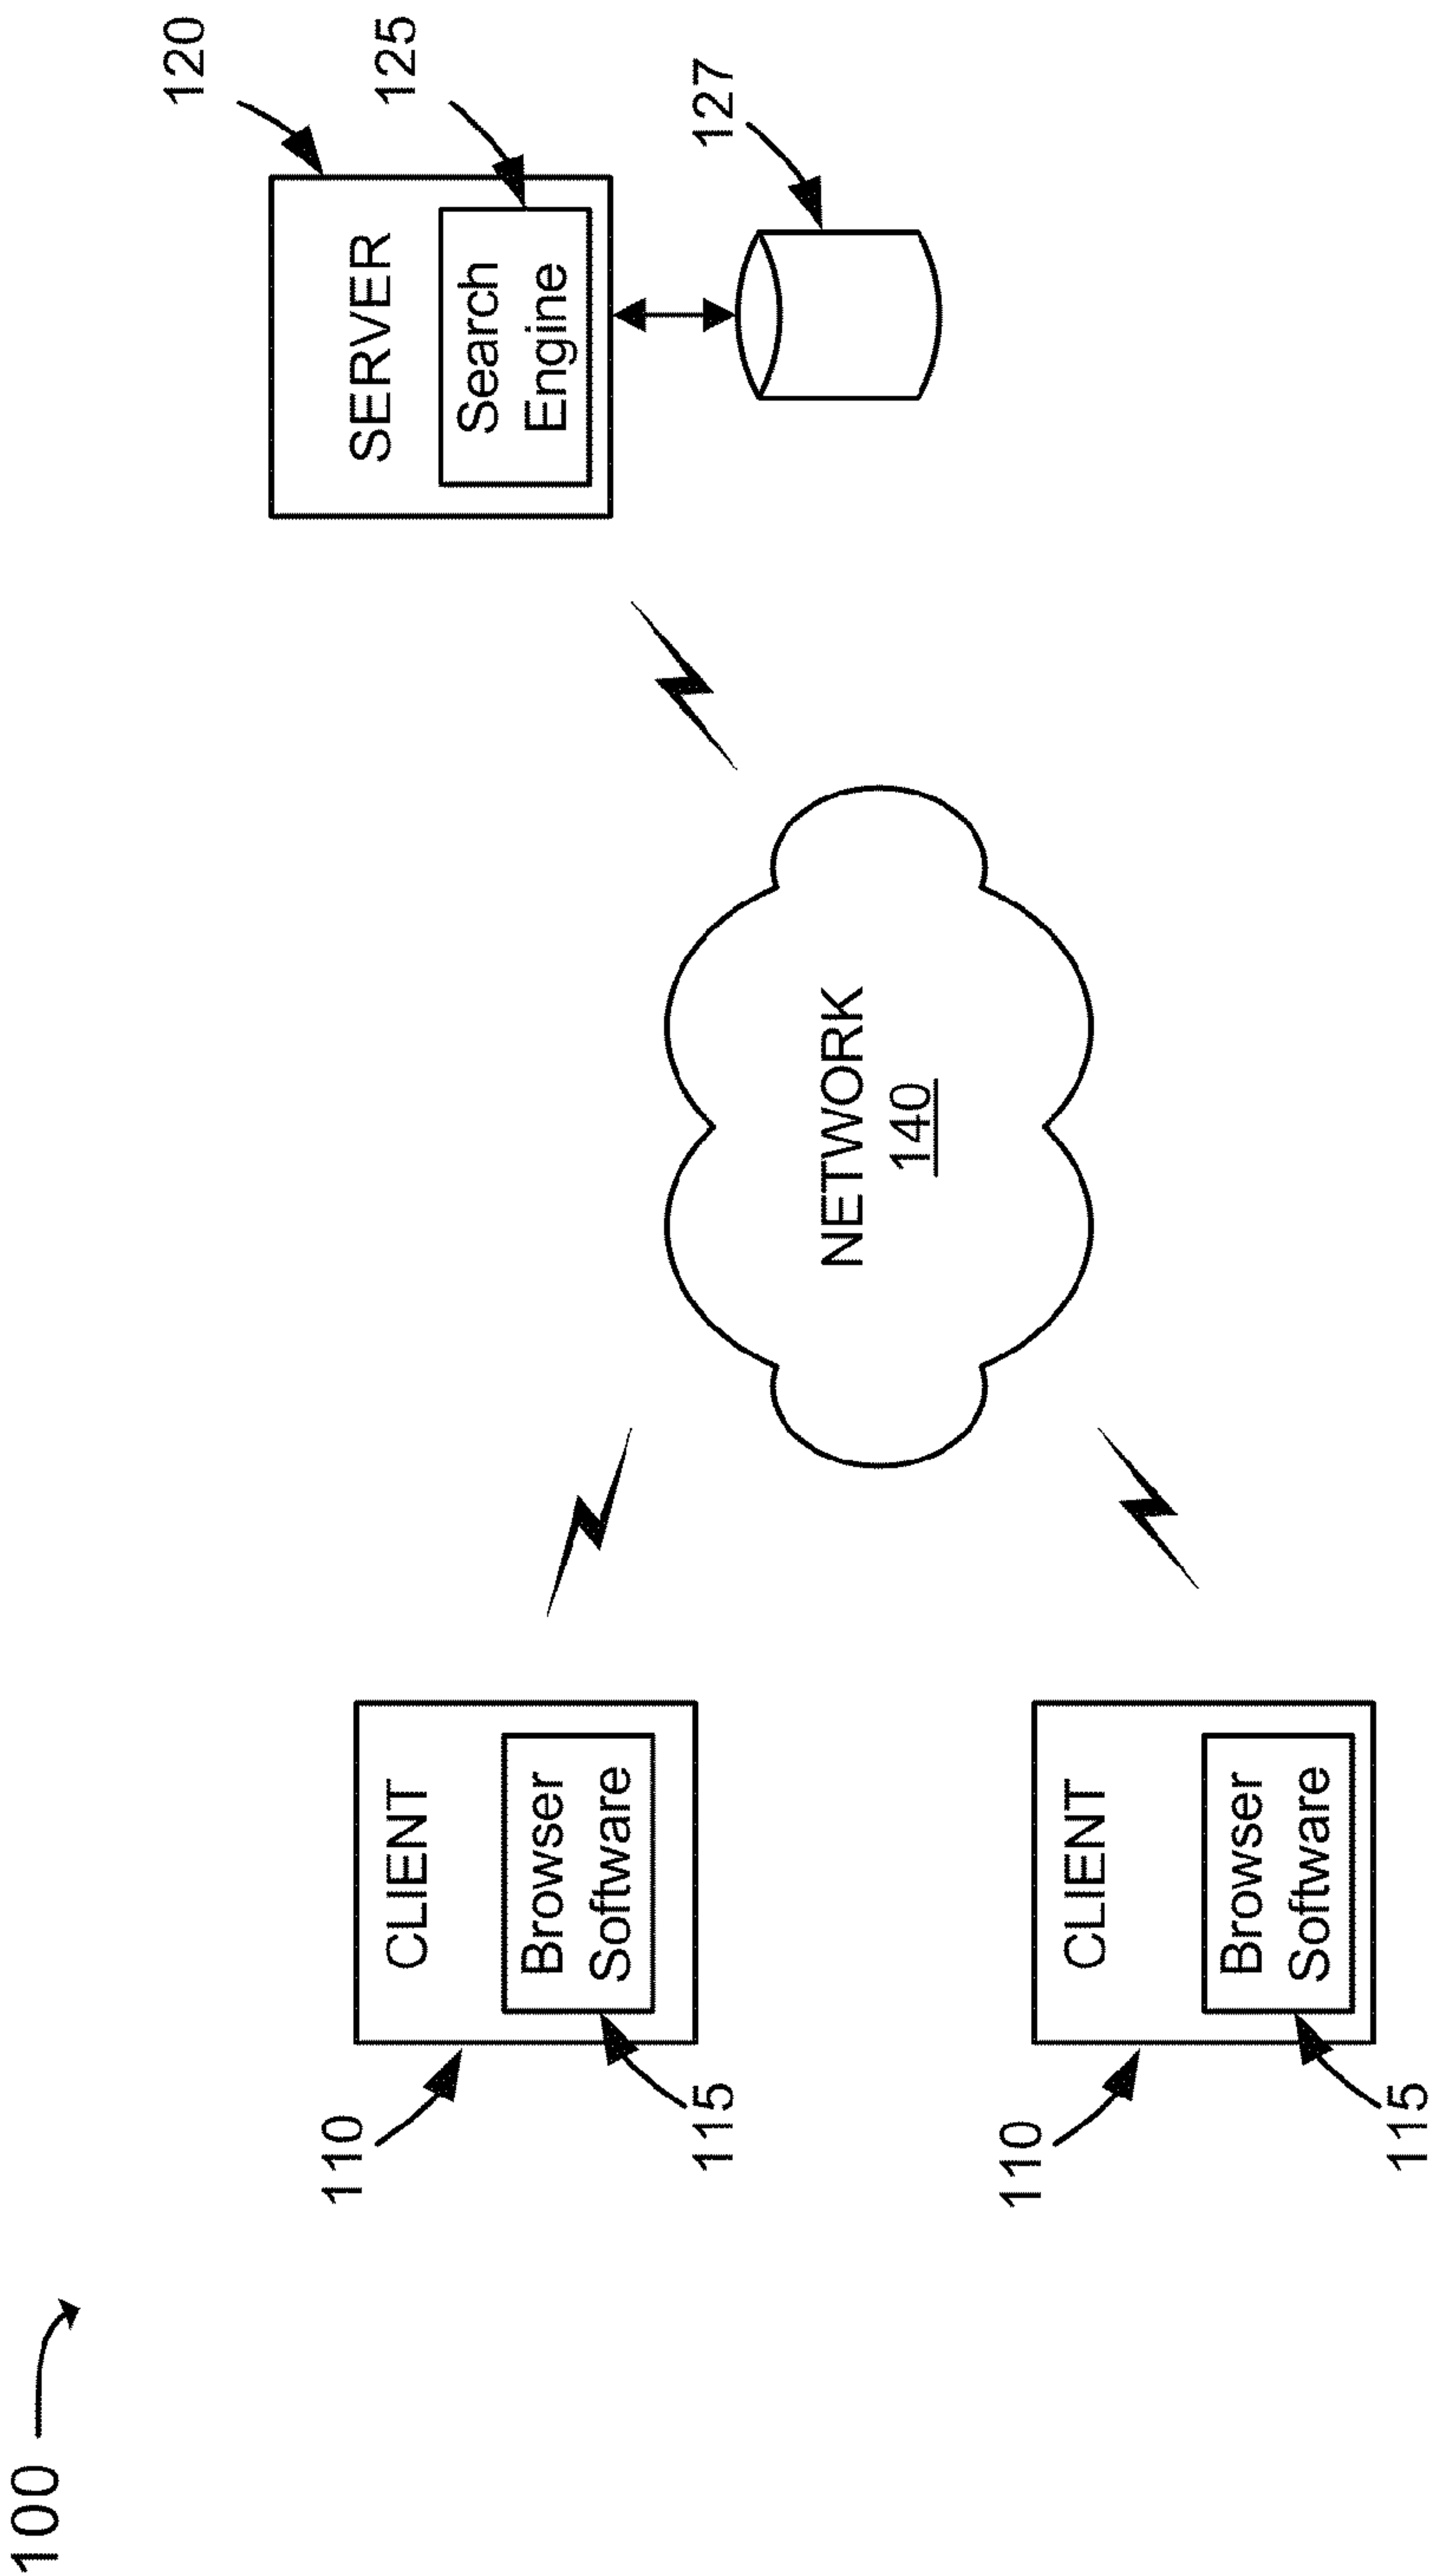 100
110
CLIENT
Browser
Software
115
110
CLIENT
Browser
Software
115
NETWORK
140
SERVER
120
Search
Engine
125
127